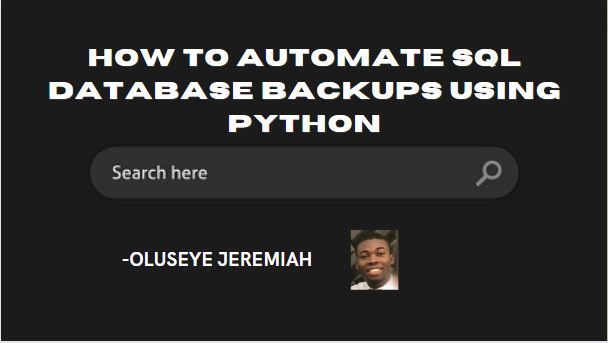 HOW TO AUTOMATE SQL
DATABASE BACKUPS USING
PYTHON
Search here
-OLUSEYE JEREMIAH